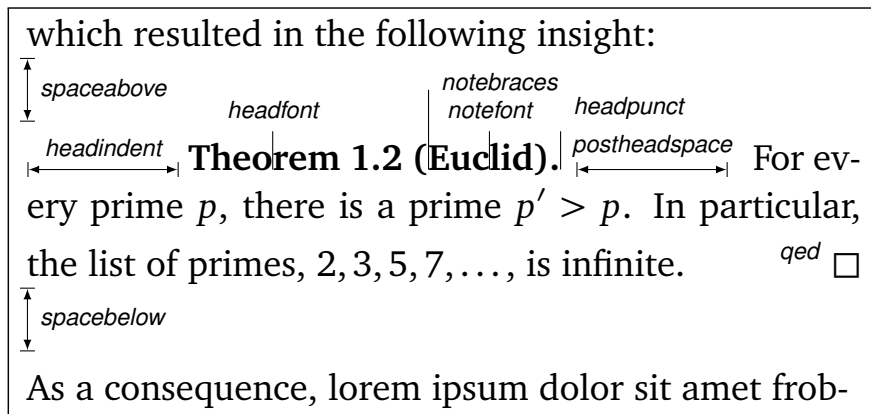 which resulted in the following insight:
spaceabove
notebraces
headfont notefont headpunct
headindent Theorem 1.2 (Euclid). postheadspace For ev-
ery prime p, there is a prime p′ > p. In particular,
the list of primes, 2, 3, 5, 7, . . . , is infinite. qed □
spacebelow
As a consequence, lorem ipsum dolor sit amet frob-